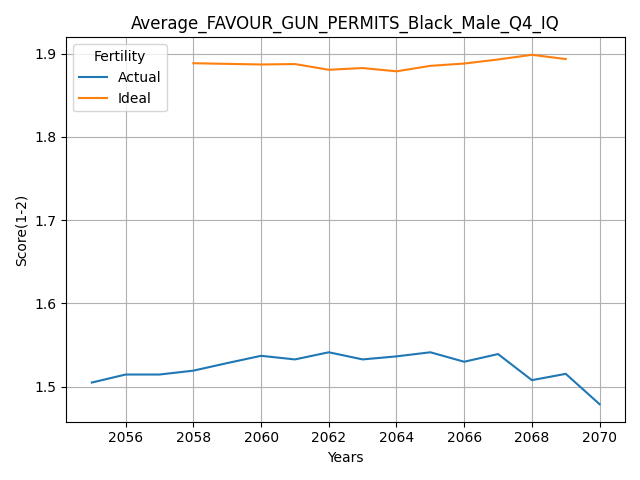 Average_FAVOUR_GUN_PERMITS_Black_Male_Q4_IQ
Fertility
Actual
Ideal
Score(1-2)
1.9
1.8
1.7
1.6
1.5
2056 2058 2060 2062 2064 2066 2068 2070
Years